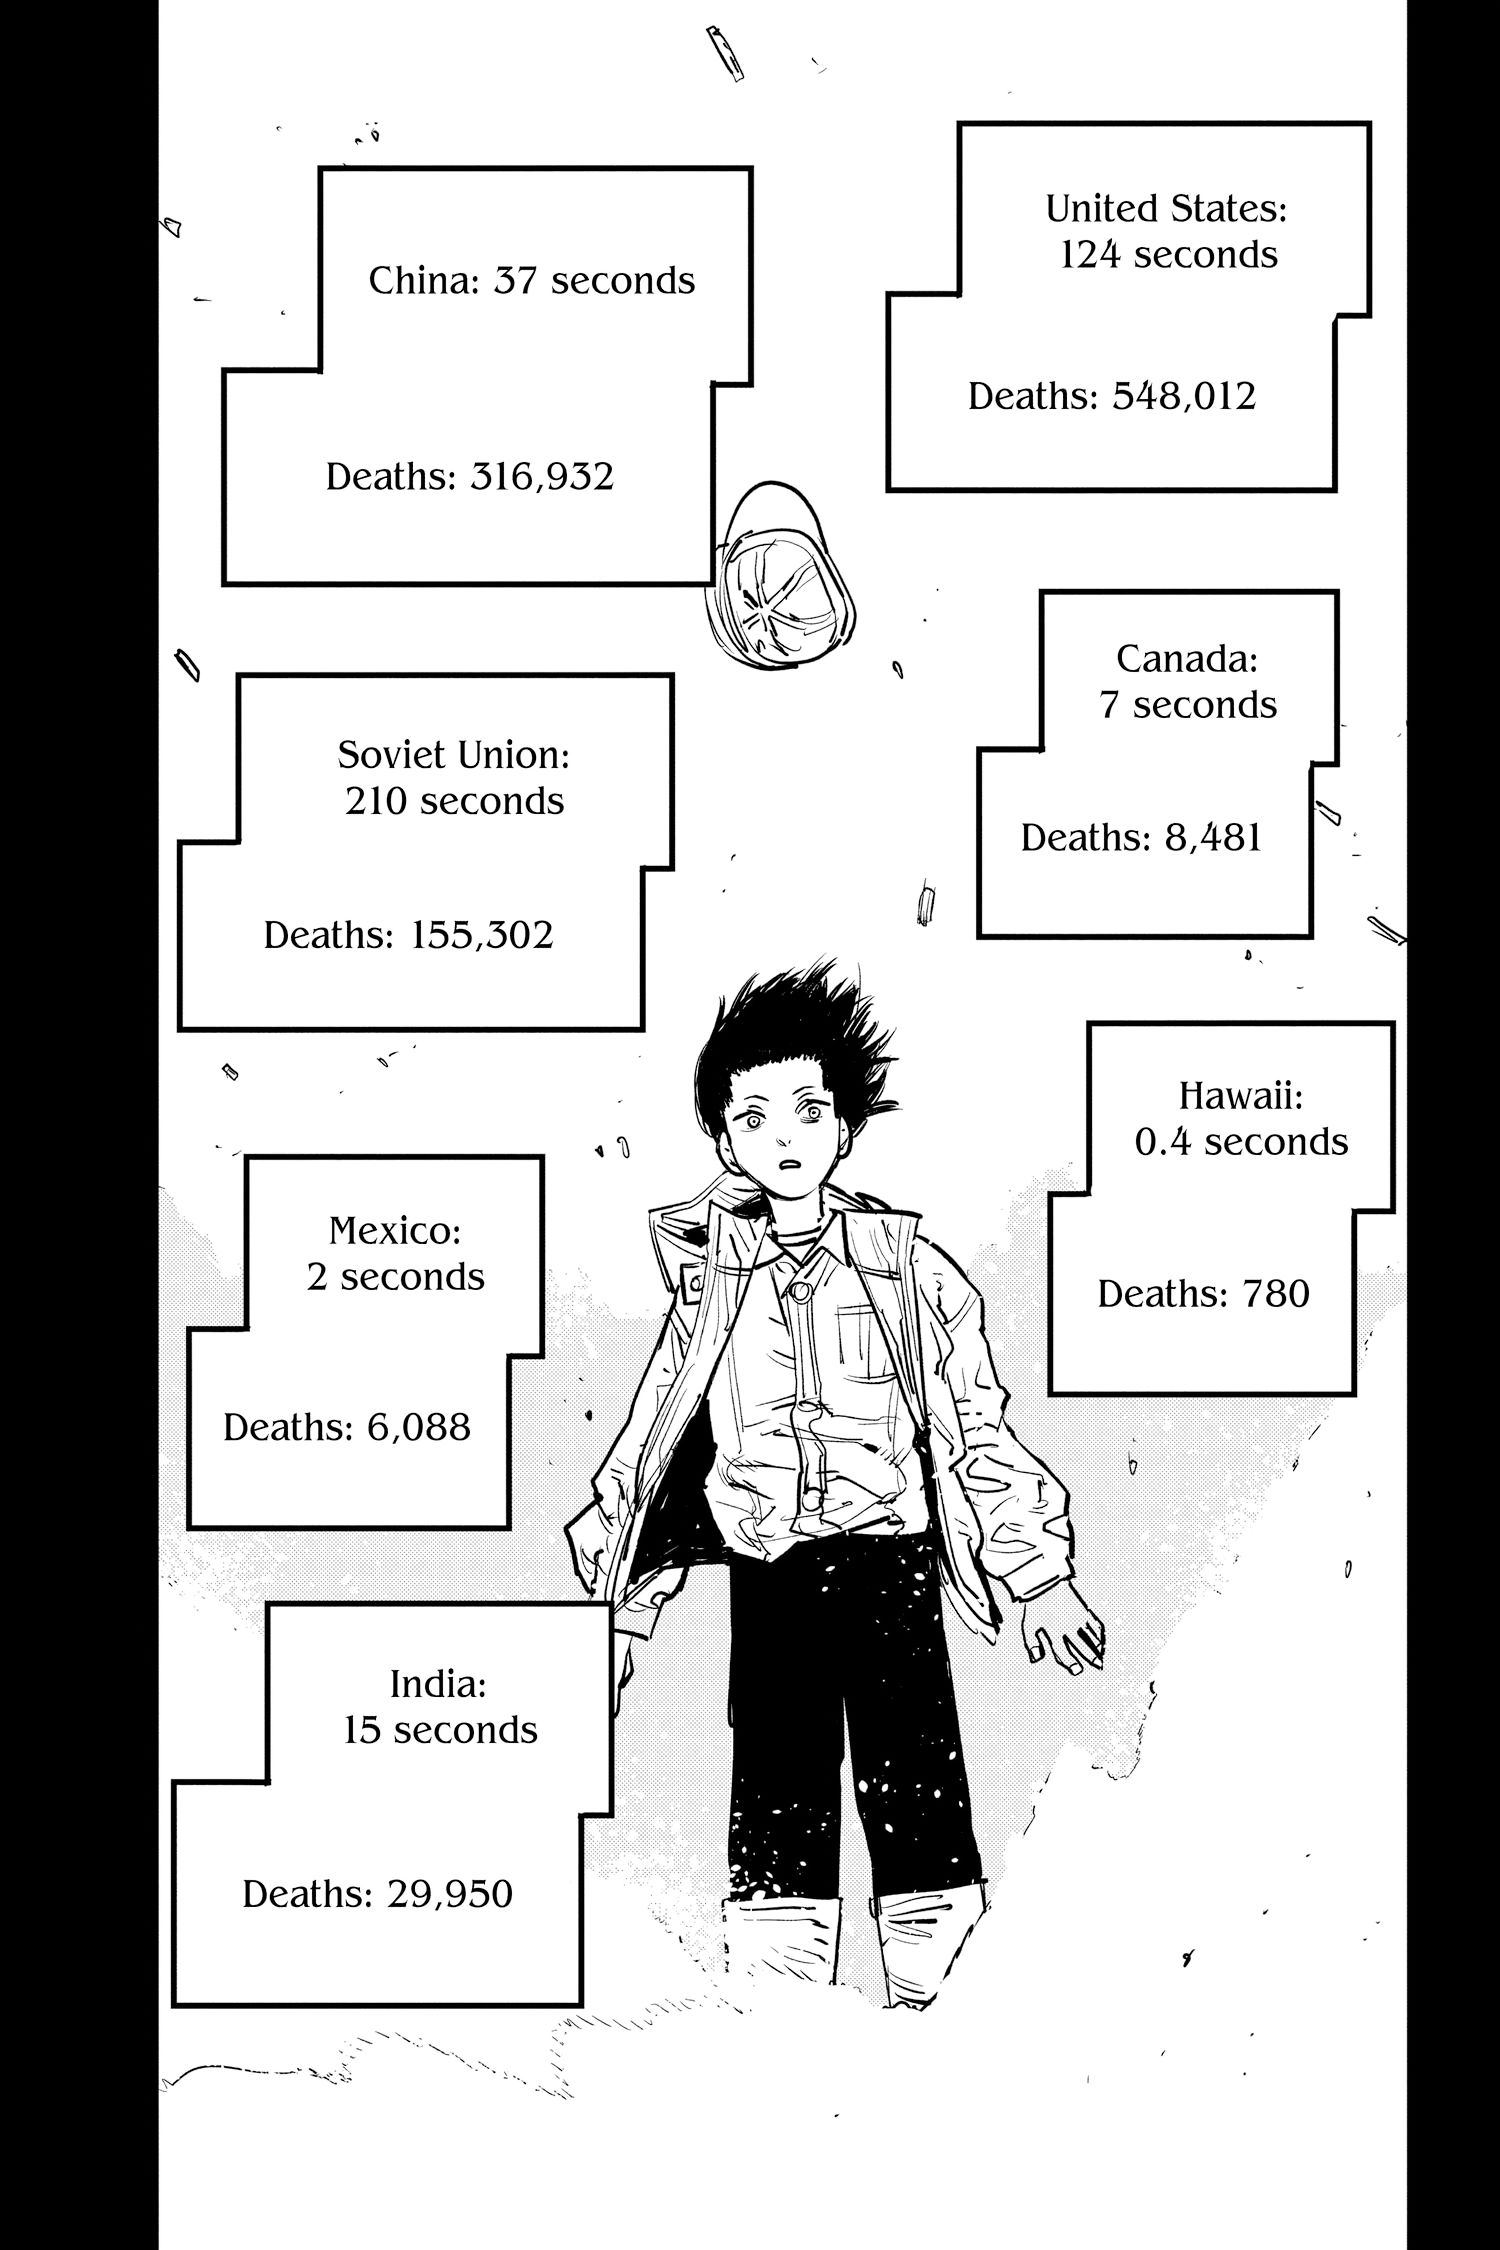 United States:
124 seconds
Deaths: 548,012
China: 37 seconds
Deaths: 316,932
Canada:
7 seconds
Deaths: 8,481
Soviet Union:
210 seconds
Deaths: 155,302
Hawaii:
0.4 seconds
Deaths: 780
Mexico:
2 seconds
Deaths: 6,088
India:
15 seconds
Deaths: 29,950